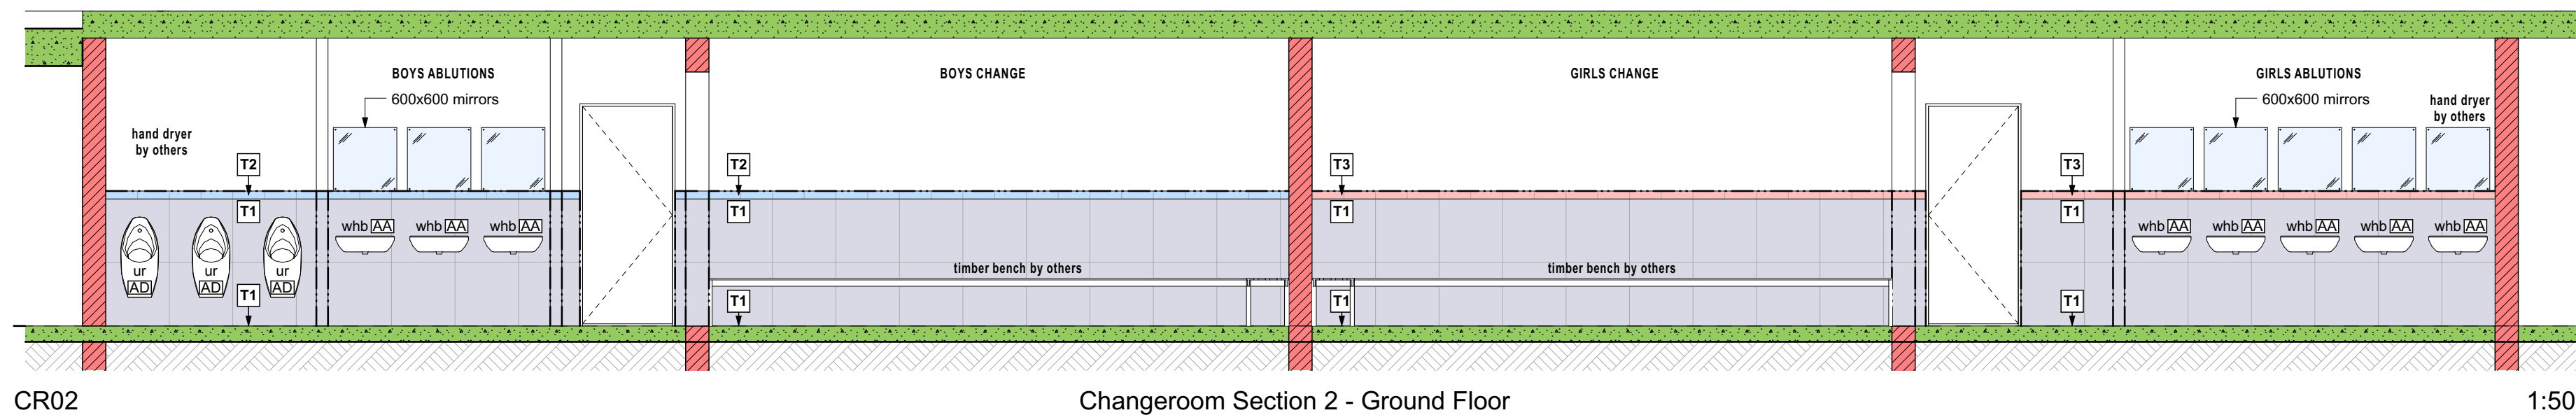 BOYS ABLUTIONS
BOYS CHANGE
GIRLS CHANGE
GIRLS ABLUTIONS
600x600 mirrors
600x600 mirrors
hand dryer
by others
hand dryer
by others
T2
T2
T3
T3
T1
T1
T1
T1
whb AA
whb AA
whb AA
whb AA
whb AA
whb AA
whb AA
whb AA
ur
AD
ur
AD
ur
AD
timber bench by others
timber bench by others
T1
T1
T1
T1
CR02
Changeroom Section 2 - Ground Floor
1:50